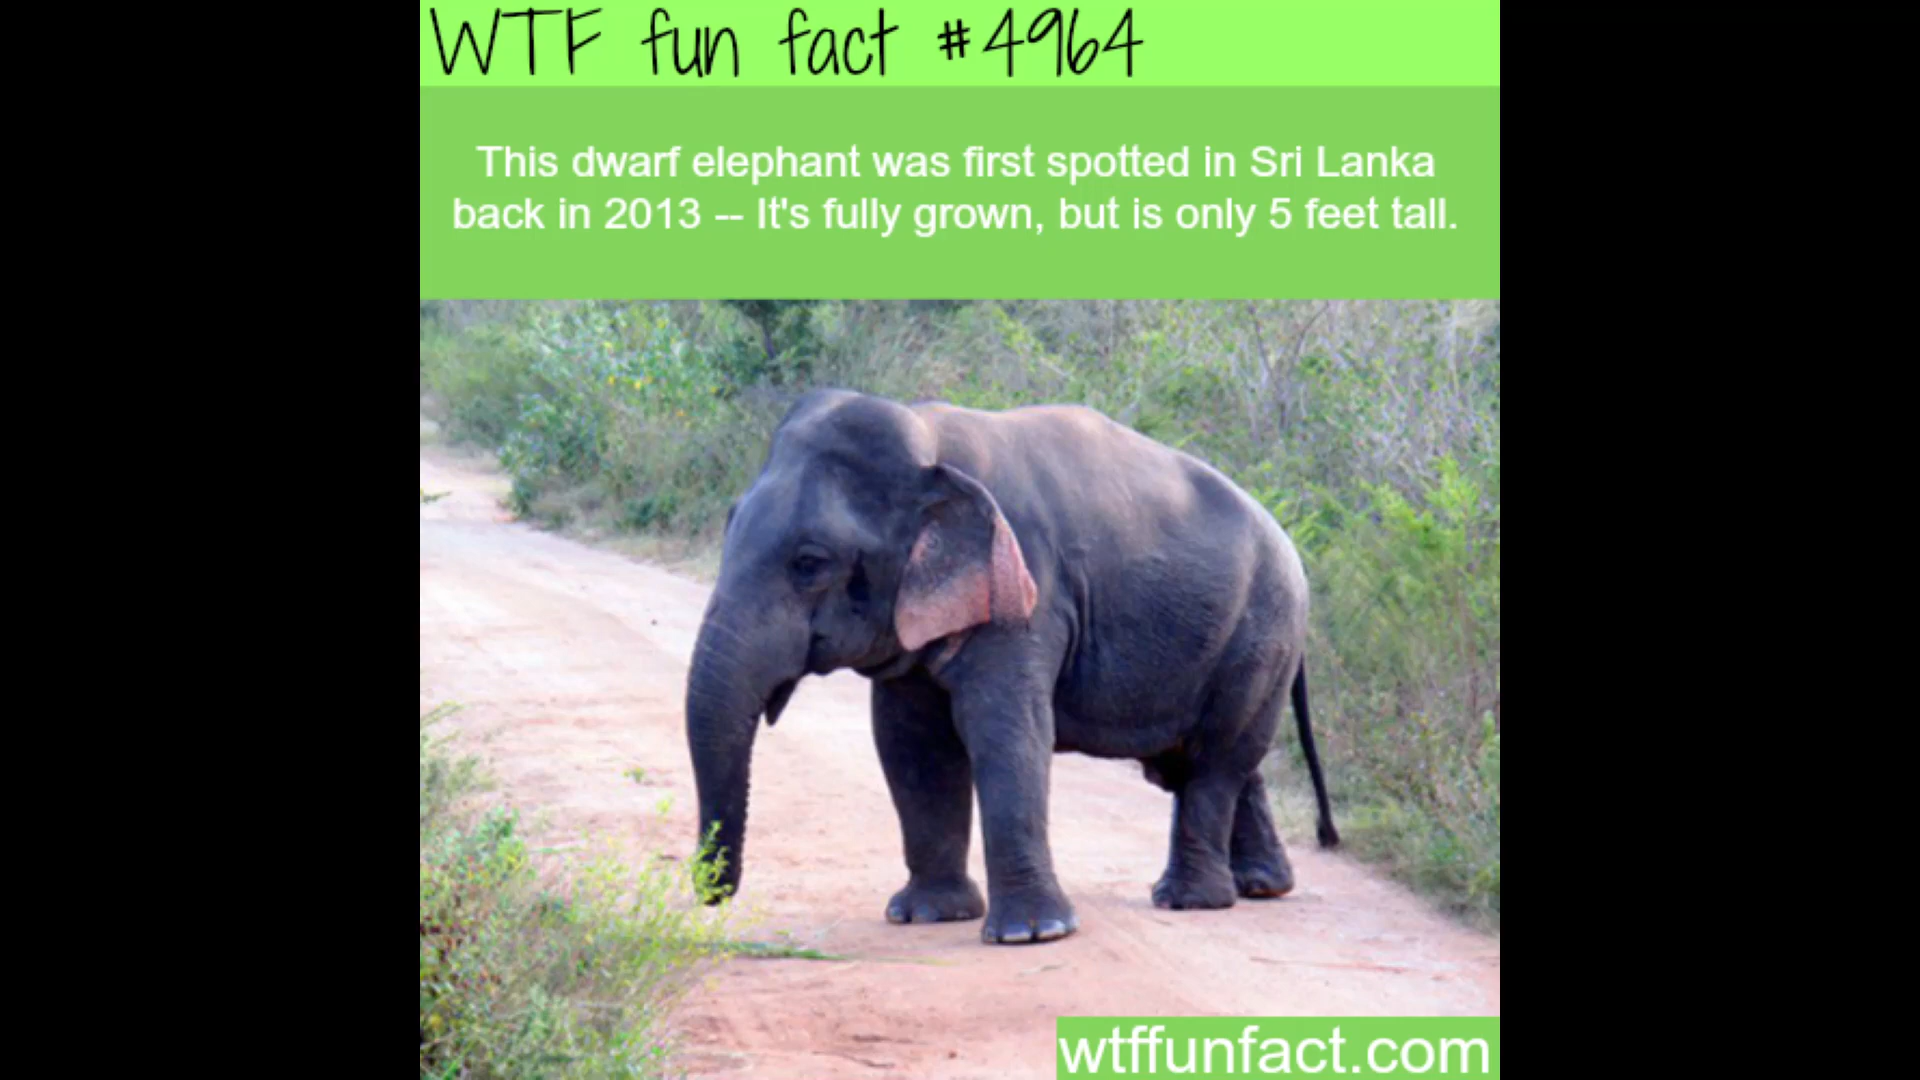 WTF fun fact #4964
This dwarf elephant was first spotted in Sri Lanka
back in 2013 -- It's fully grown, but is only 5 feet tall.
wtffunfact.com